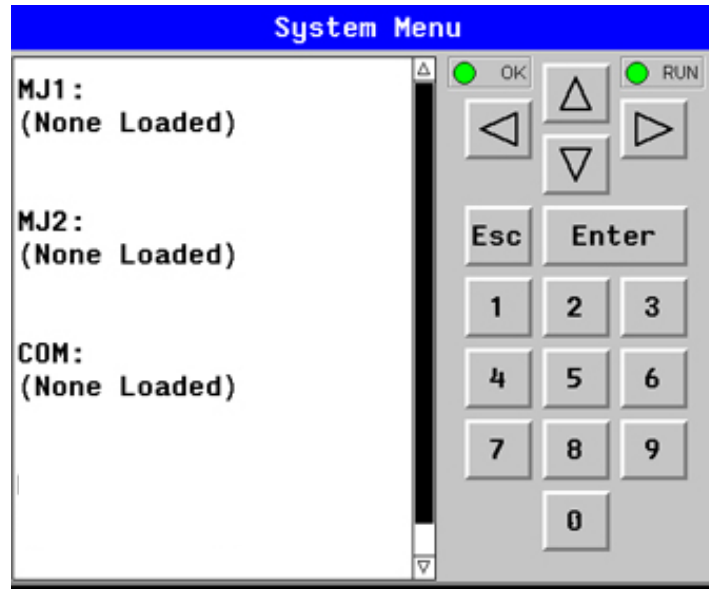 System Menu
MJ1:
(None Loaded)
MJ2:
(None Loaded)
COM:
(None Loaded)
OK
RUN
Esc
Enter
1
2
3
4
5
6
7
8
9
0